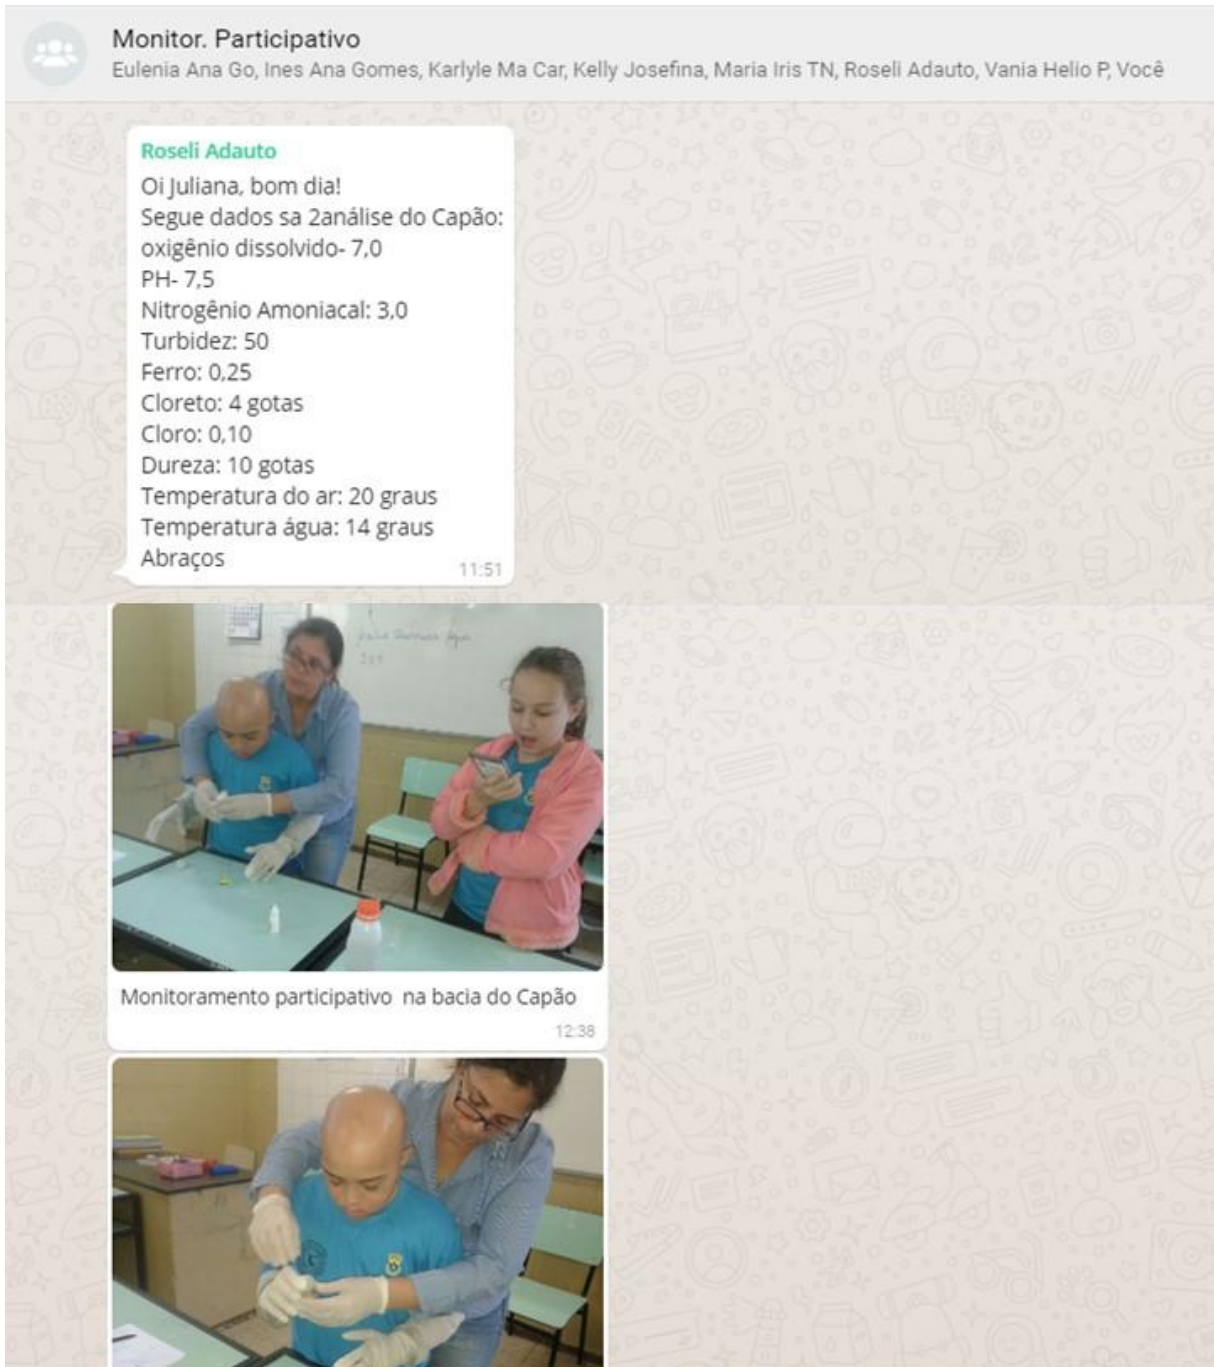 Monitor. Participativo
Eulenia Ana Go, Ines Ana Gomes, Karlyle Ma Car, Kelly Josefina, Maria Iris TN, Roseli Adauto, Vania Helio P, Você
Roseli Adauto
Oi Juliana, bom dia!
Segue dados sa 2análise do Capão:
oxigênio dissolvido- 7,0
PH- 7,5
Nitrogênio Amoniacal: 3,0
Turbidez: 50
Ferro: 0,25
Cloreto: 4 gotas
Cloro: 0,10
Dureza: 10 gotas
Temperatura do ar: 20 graus
Temperatura água: 14 graus
Abraços
11:51
Monitoramento participativo na bacia do Capão
12:38